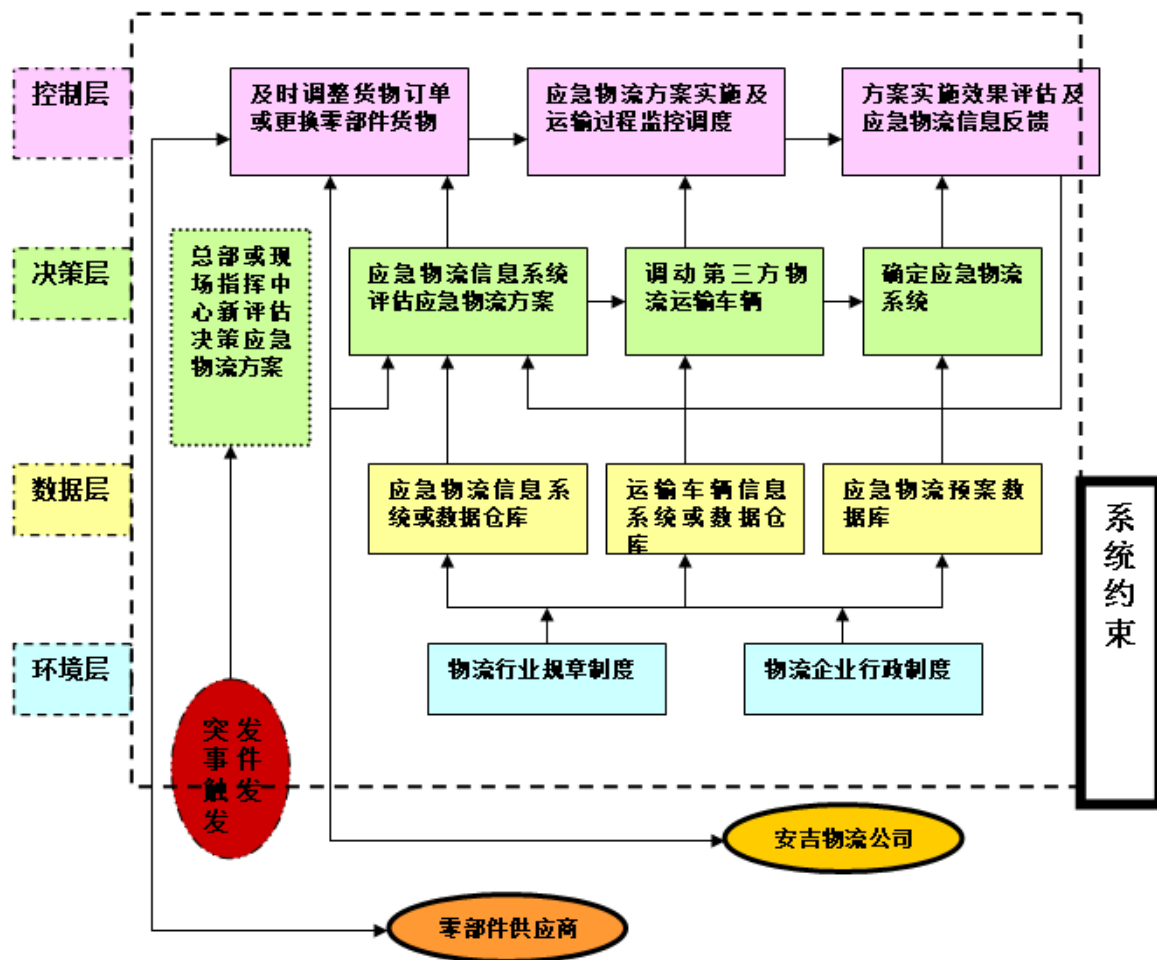 控制层
及时调整货物订单
或更换零部件货物
应急物流方案实施及
运输过程监控调度
方案实施效果评估及
应急物流信息反馈
决策层
总部或现
场指挥中
心新评估
决策应急
物流方案
应急物流信息系统
评估应急物流方案
调动第三方物
流运输车辆
确定应急物流
系统
数据层
应急物流信息系
统或数据仓库
运输车辆信息
系统或数据仓
库
应急物流预案数
据库
系
统
约
束
环境层
物流行业规章制度
物流企业行政制度
突发
事件
触发
发
安吉物流公司
零部件供应商